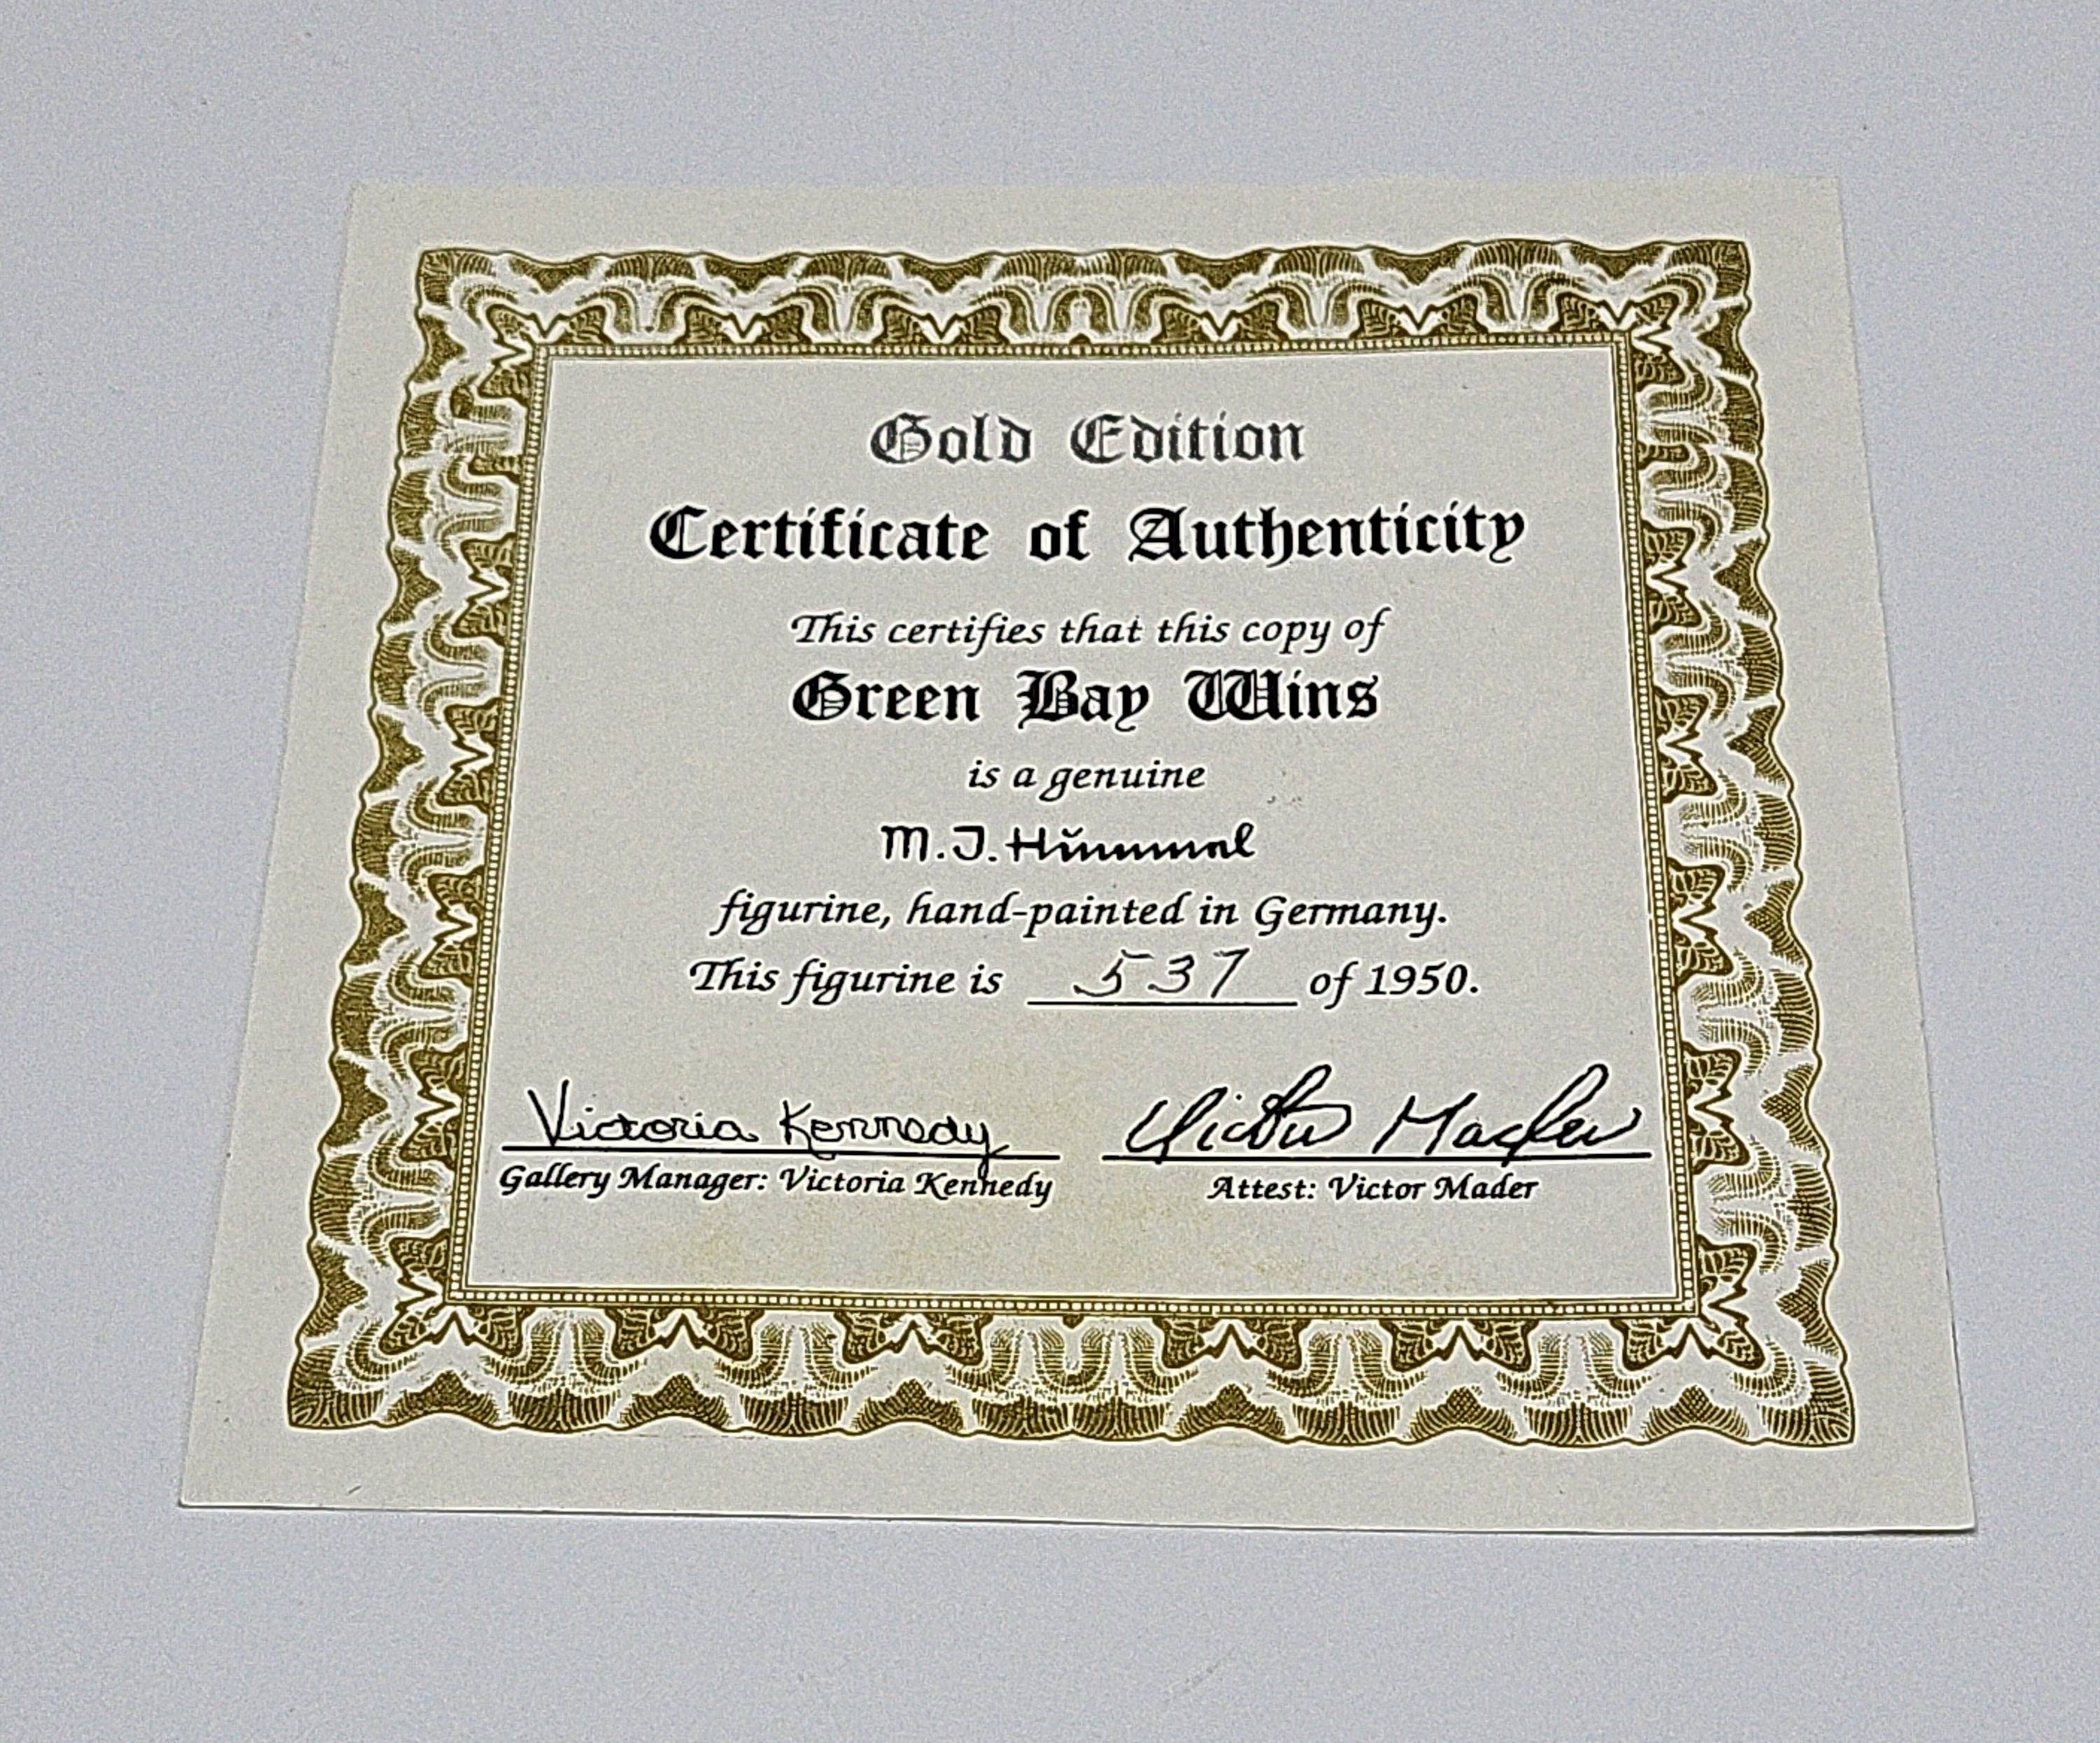 Gold Edition
Certificate of Authenticity
This certifies that this copy of
Green Bay Wins
is a genuine
M.J. Hümmel
figurine, hand-painted in Germany.
This figurine is 537 of 1950.
Victoria Kennedy Victor Mader
Gallery Manager: Victoria Kennedy Attest: Victor Mader